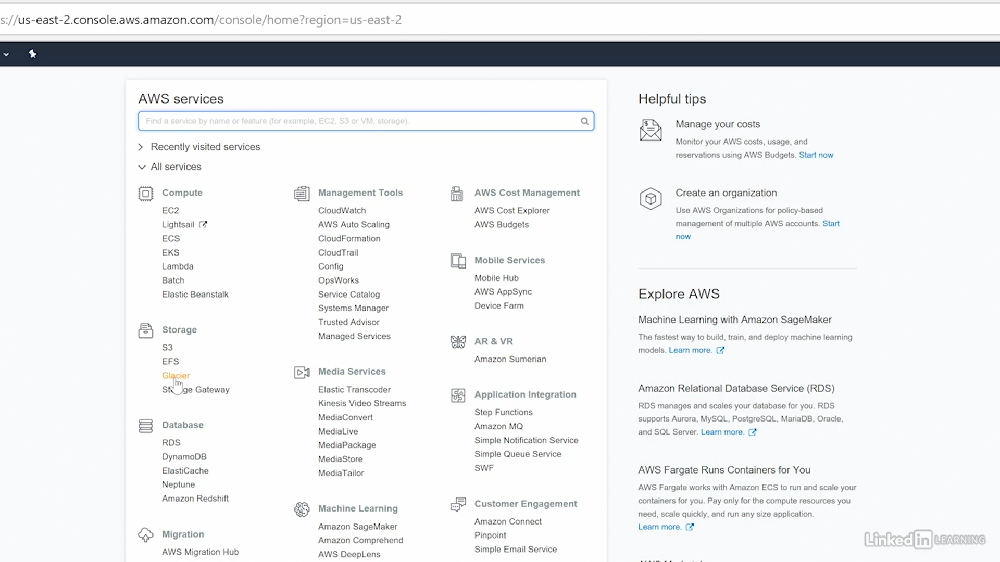 s://us-east-2.console.aws.amazon.com/console/home?region=us-east-2
AWS services
Find a service by name or feature (for example, EC2, S3 or VM, storage).
Recently visited services
All services
Compute
EC2
Lightsail
ECS
EKS
Lambda
Batch
Elastic Beanstalk
Storage
S3
EFS
Glacier
Storage Gateway
Database
RDS
DynamoDB
ElastiCache
Neptune
Amazon Redshift
Migration
AWS Migration Hub
Management Tools
CloudWatch
AWS Auto Scaling
CloudFormation
CloudTrail
Config
OpsWorks
Service Catalog
Systems Manager
Trusted Advisor
Managed Services
Media Services
Elastic Transcoder
Kinesis Video Streams
MediaConvert
MediaLive
MediaPackage
MediaStore
MediaTailor
Machine Learning
Amazon SageMaker
Amazon Comprehend
AWS DeepLens
AWS Cost Management
AWS Cost Explorer
AWS Budgets
Mobile Services
Mobile Hub
AWS AppSync
Device Farm
AR & VR
Amazon Sumerian
Application Integration
Step Functions
Amazon MQ
Simple Notification Service
Simple Queue Service
SWF
Customer Engagement
Amazon Connect
Pinpoint
Simple Email Service
Helpful tips
Manage your costs
Monitor your AWS costs, usage, and
reservations using AWS Budgets. Start now
Create an organization
Use AWS Organizations for policy-based
management of multiple AWS accounts. Start
now
Explore AWS
Machine Learning with Amazon SageMaker
The fastest way to build, train, and deploy machine learning
models. Learn more.
Amazon Relational Database Service (RDS)
RDS manages and scales your database for you. RDS
supports Aurora, MySQL, PostgreSQL, MariaDB, Oracle,
and SQL Server. Learn more.
AWS Fargate Runs Containers for You
AWS Fargate works with Amazon ECS to run and scale your
containers for you. Pay only for the compute resources you
need, scale quickly, and run any size application.
Learn more.
LinkedIn LEARNING